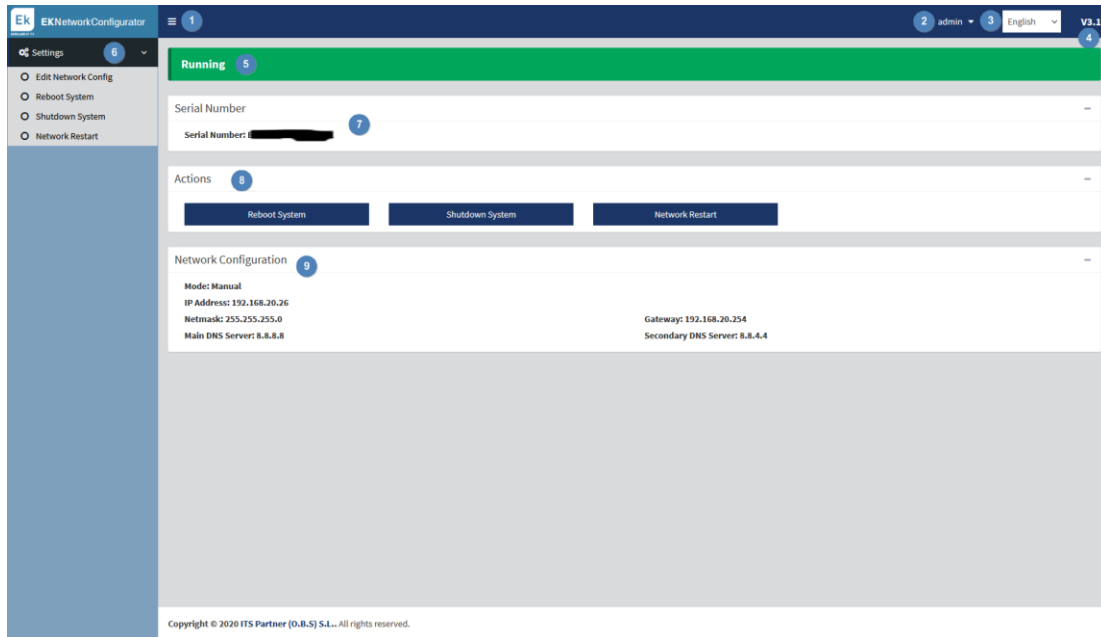 Ek EKNetworkConfigurator 1 2 admin 3 English V3.1
4
Settings 6
Edit Network Config
Reboot System
Shutdown System
Network Restart
Running 5
Serial Number
Serial Number: 7
Actions 8
Reboot System Shutdown System Network Restart
Network Configuration 9
Mode: Manual
IP Address: 192.168.20.26
Netmask: 255.255.255.0 Gateway: 192.168.20.254
Main DNS Server: 8.8.8.8 Secondary DNS Server: 8.8.4.4
Copyright © 2020 ITS Partner (O.B.S) S.L.. All rights reserved.